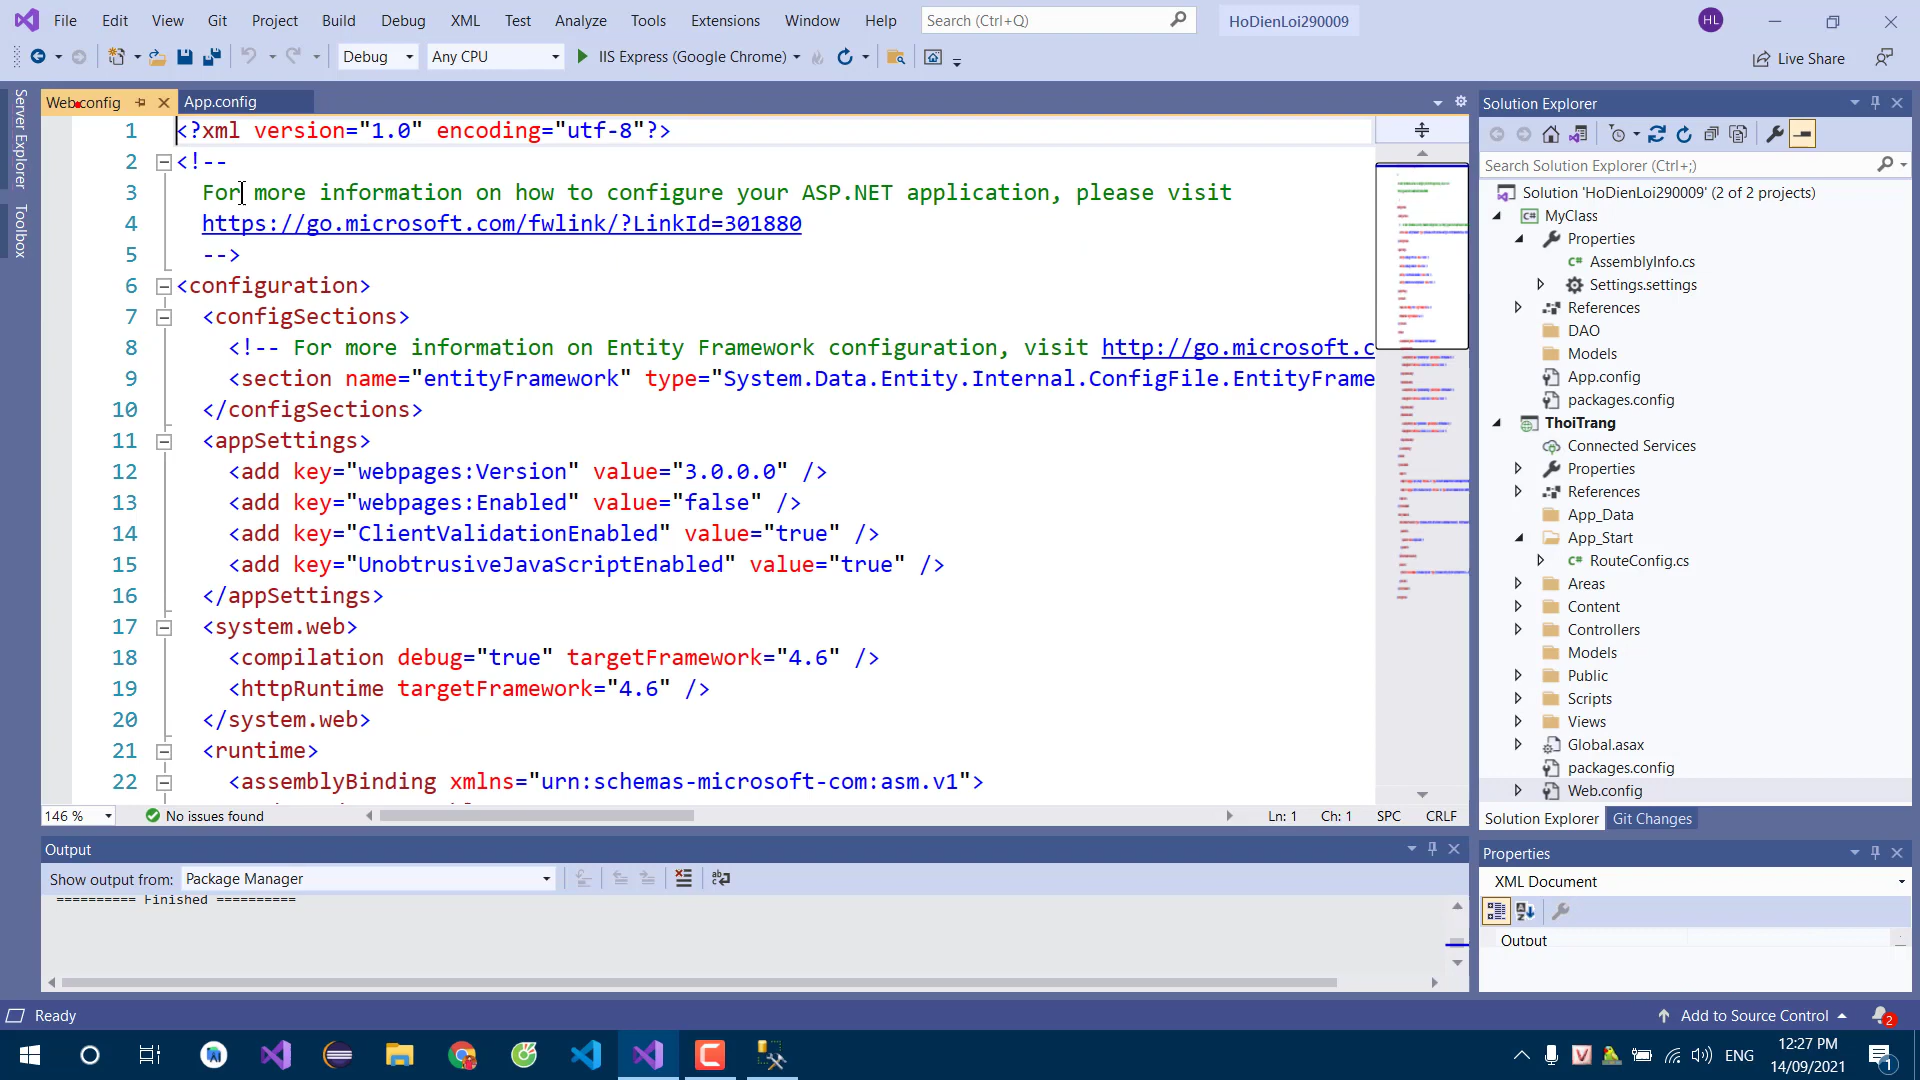 File Edit View Git Project Build Debug XML Test Analyze Tools Extensions Window Help Search (Ctrl+Q) HoDienLoi290009 HL
Debug Any CPU IIS Express (Google Chrome) Live Share
Server Explorer
Toolbox
Web.config App.config
1 <?xml version="1.0" encoding="utf-8"?>
2 <!--
3 For more information on how to configure your ASP.NET application, please visit
4 https://go.microsoft.com/fwlink/?LinkId=301880
5 -->
6 <configuration>
7 <configSections>
8 <!-- For more information on Entity Framework configuration, visit http://go.microsoft.c
9 <section name="entityFramework" type="System.Data.Entity.Internal.ConfigFile.EntityFrame
10 </configSections>
11 <appSettings>
12 <add key="webpages:Version" value="3.0.0.0" />
13 <add key="webpages:Enabled" value="false" />
14 <add key="ClientValidationEnabled" value="true" />
15 <add key="UnobtrusiveJavaScriptEnabled" value="true" />
16 </appSettings>
17 <system.web>
18 <compilation debug="true" targetFramework="4.6" />
19 <httpRuntime targetFramework="4.6" />
20 </system.web>
21 <runtime>
22 <assemblyBinding xmlns="urn:schemas-microsoft-com:asm.v1">
146 % No issues found Ln: 1 Ch: 1 SPC CRLF
Output
Show output from: Package Manager
========== Finished ==========
Solution Explorer
Search Solution Explorer (Ctrl+;)
Solution 'HoDienLoi290009' (2 of 2 projects)
MyClass
Properties
AssemblyInfo.cs
Settings.settings
References
DAO
Models
App.config
packages.config
ThoiTrang
Connected Services
Properties
References
App_Data
App_Start
RouteConfig.cs
Areas
Content
Controllers
Models
Public
Scripts
Views
Global.asax
packages.config
Web.config
Solution Explorer Git Changes
Properties
XML Document
Output
Ready Add to Source Control 2
ENG 12:27 PM
14/09/2021 1